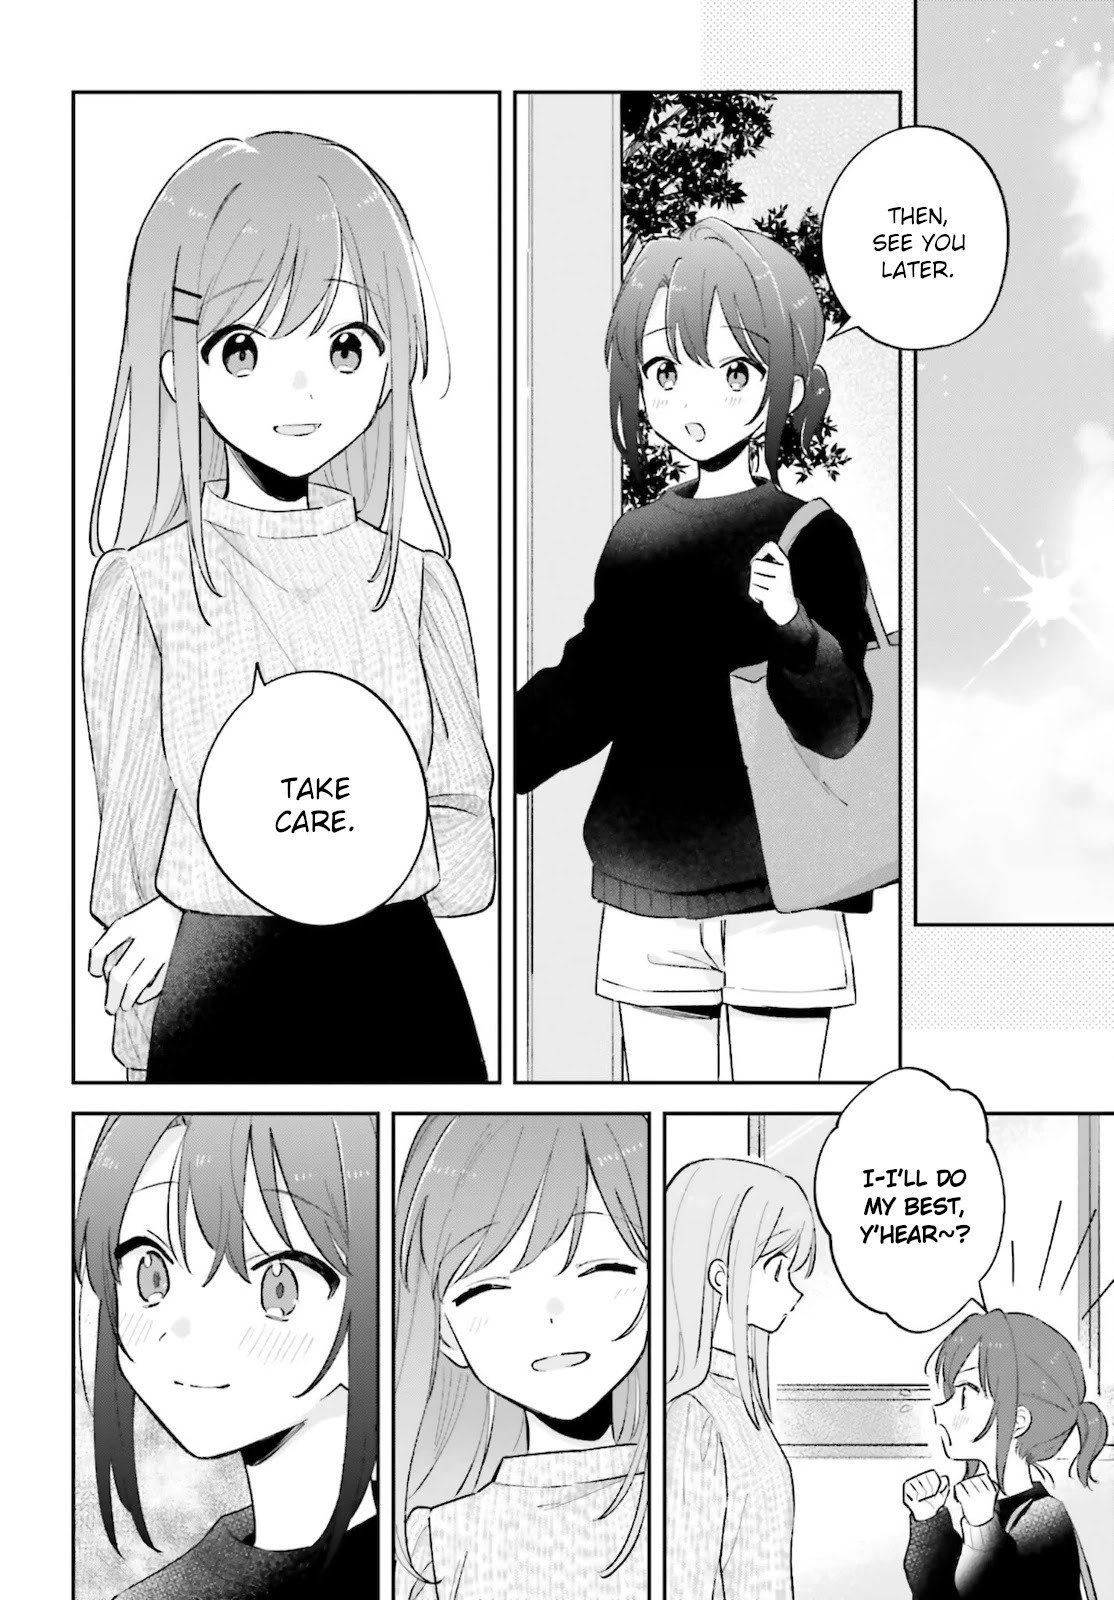 THEN,
SEE YOU
LATER.
TAKE
CARE.
I-I'LL DO
MY BEST,
Y'HEAR~?